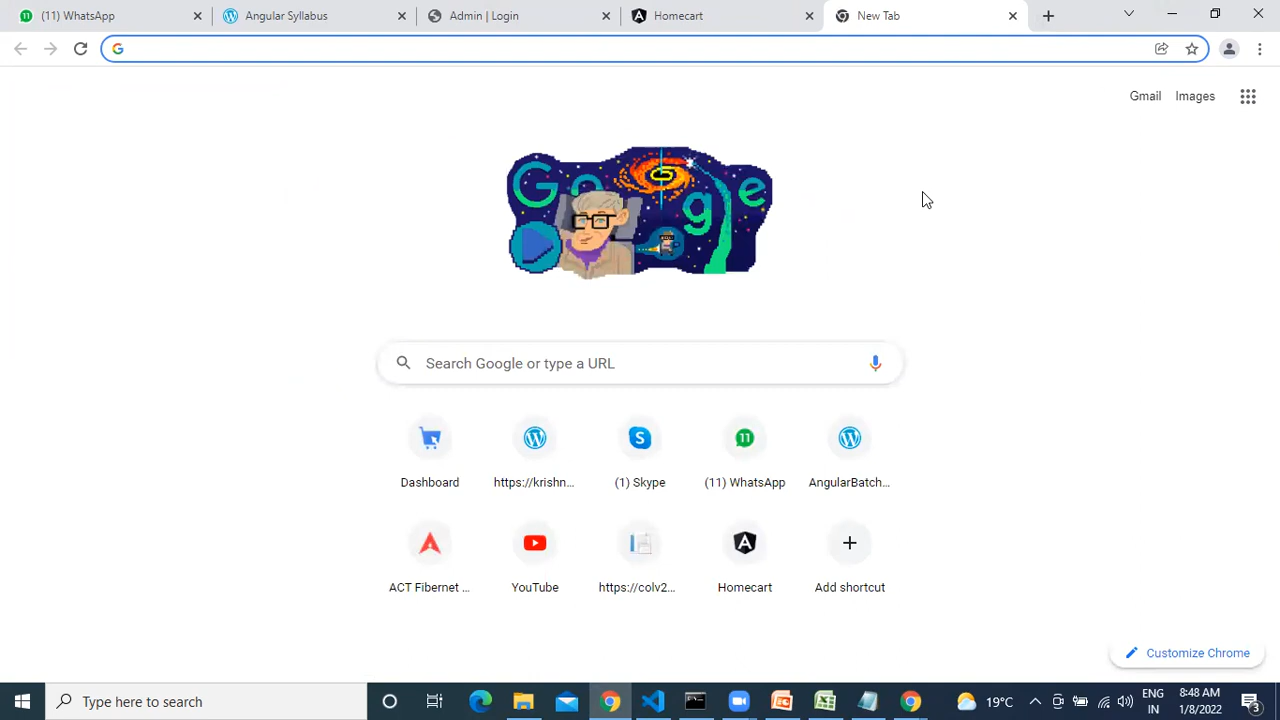 (11) WhatsApp
Angular Syllabus
Admin | Login
Homecart
New Tab
Gmail Images
Google
Search Google or type a URL
Dashboard
https://krishn...
(1) Skype
(11) WhatsApp
AngularBatch...
ACT Fibernet ...
YouTube
https://colv2...
Homecart
Add shortcut
Customize Chrome
Type here to search
19°C
ENG
IN
8:48 AM
1/8/2022
3